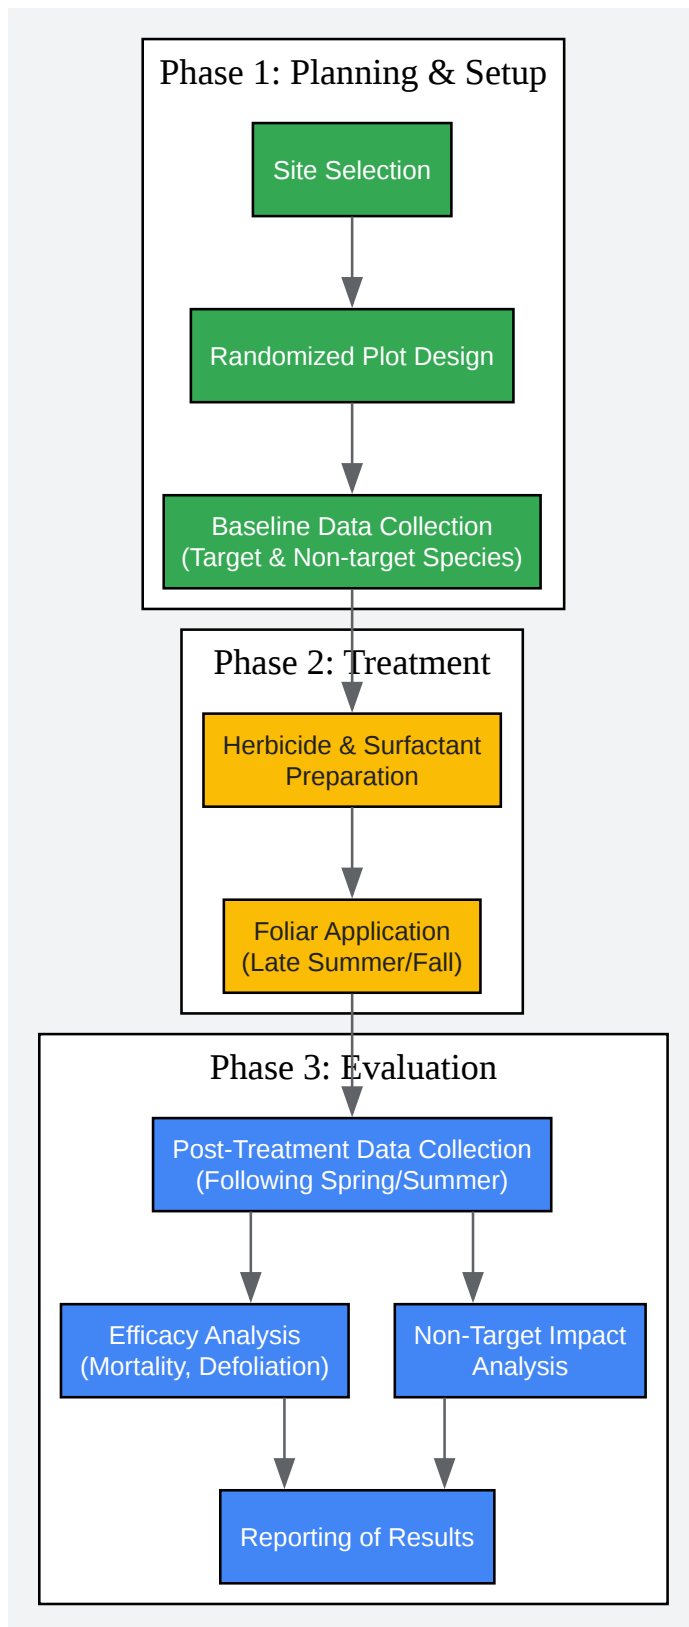 Phase 1: Planning & Setup
Site Selection
Randomized Plot Design
Baseline Data Collection
(Target & Non-target Species)
Phase 2: Treatment
Herbicide & Surfactant
Preparation
Foliar Application
(Late Summer/Fall)
Phase 3: Evaluation
Post-Treatment Data Collection
(Following Spring/Summer)
Efficacy Analysis
(Mortality, Defoliation)
Non-Target Impact
Analysis
Reporting of Results